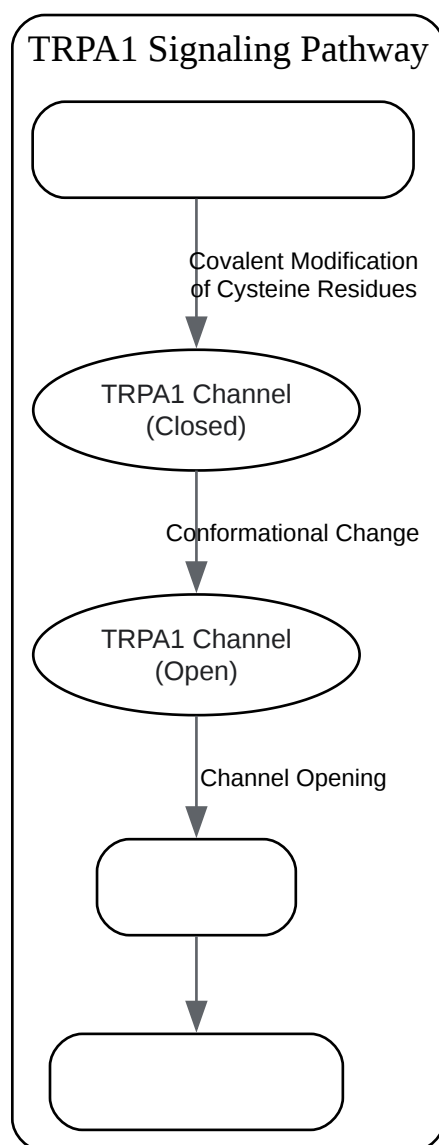 TRPA1 Signaling Pathway
Covalent Modification
of Cysteine Residues
TRPA1 Channel
(Closed)
Conformational Change
TRPA1 Channel
(Open)
Channel Opening